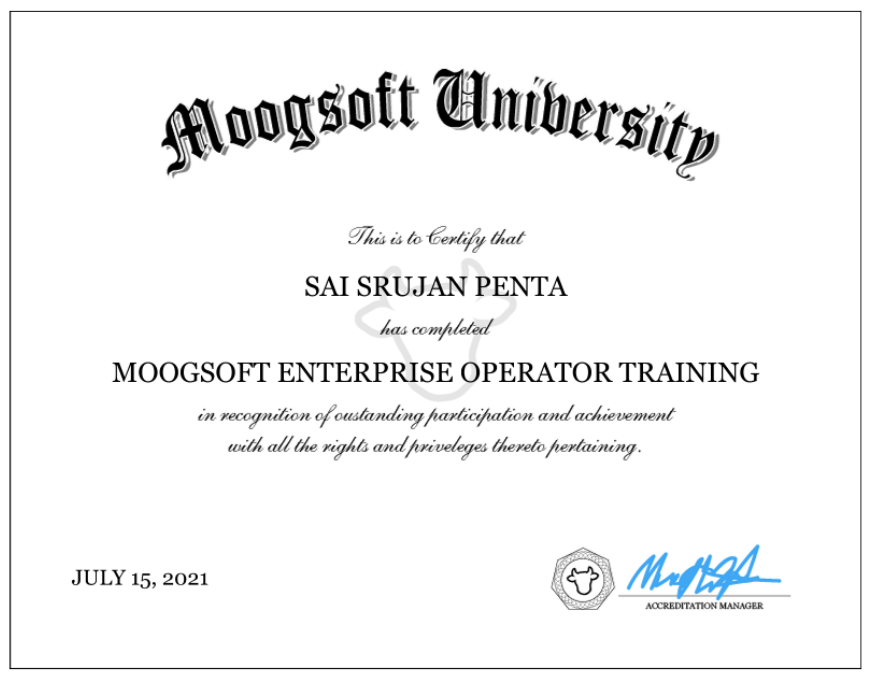 Moogsoft University
This is to Certify that
SAI SRUJAN PENTA
has completed
MOOGSOFT ENTERPRISE OPERATOR TRAINING
in recognition of oustanding participation and achievement
with all the rights and priveleges thereto pertaining.
JULY 15, 2021
ACCREDITATION MANAGER